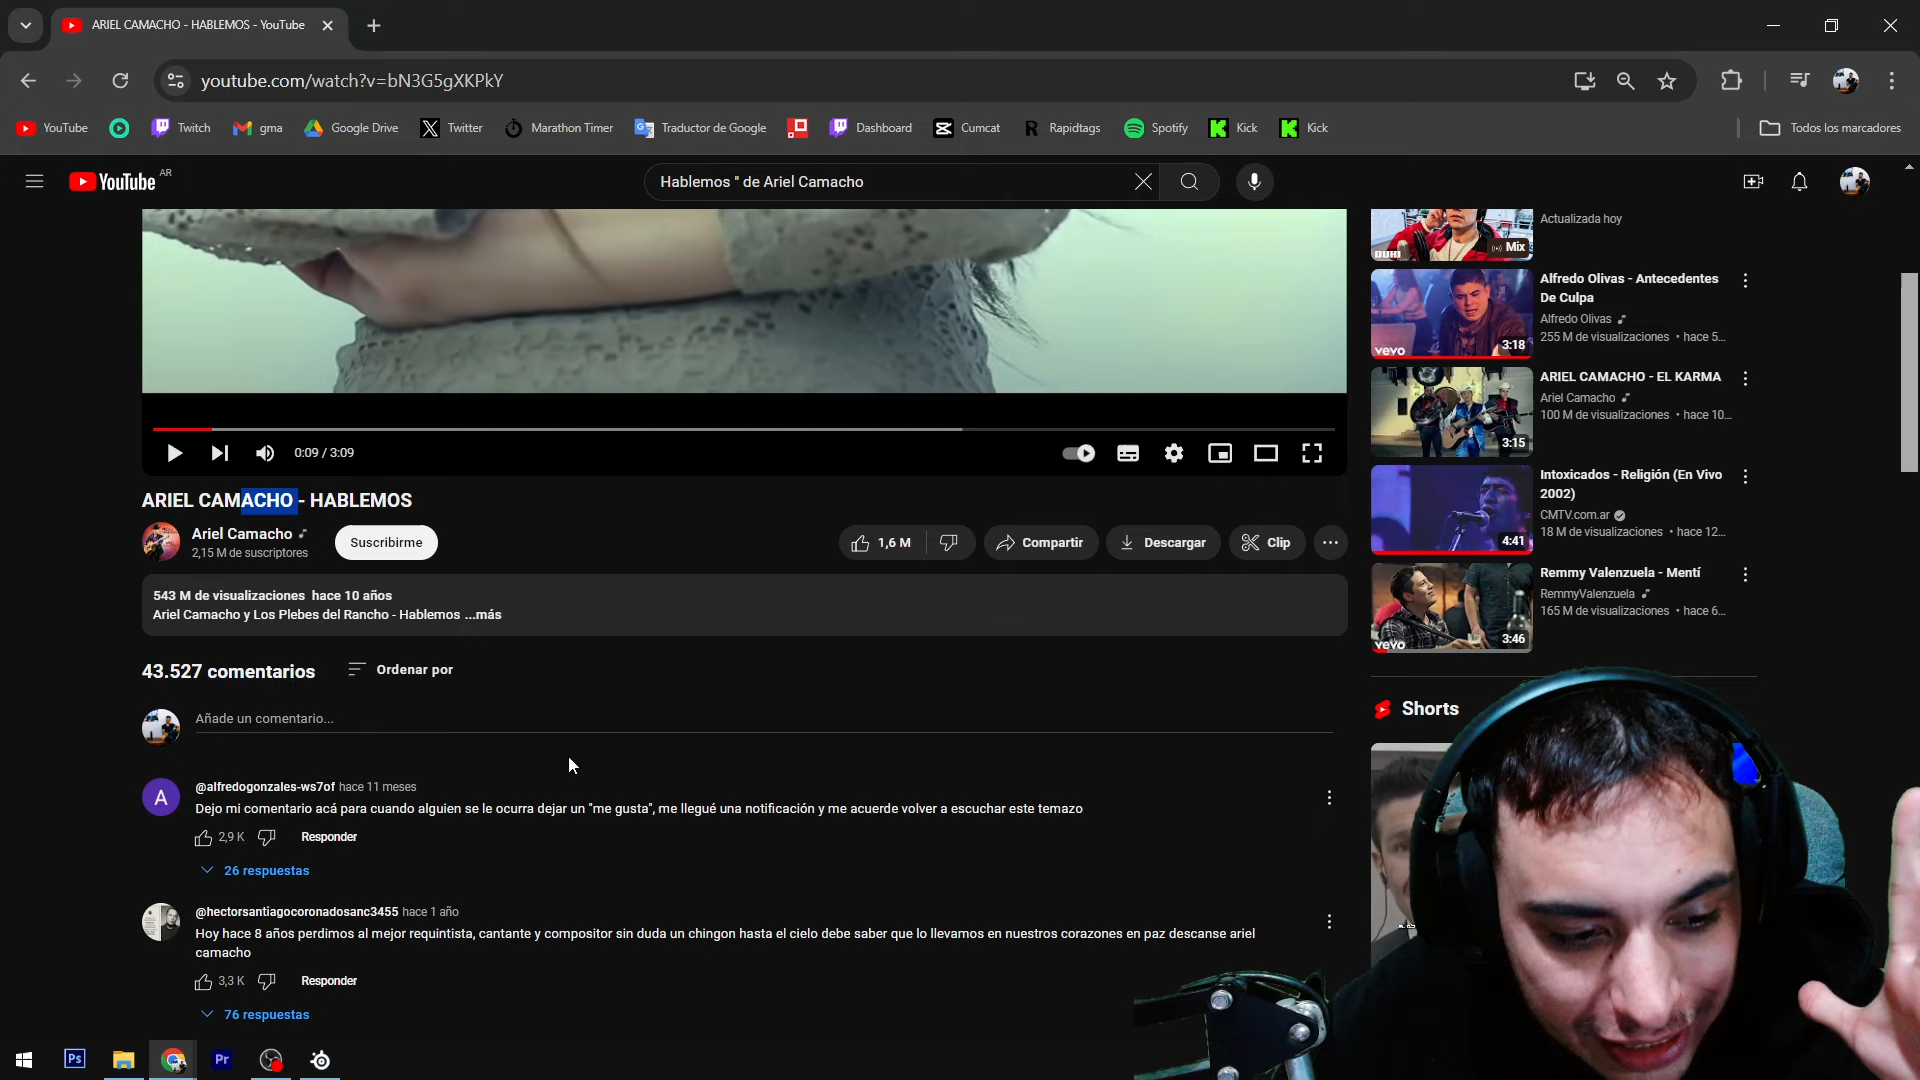 ARIEL CAMACHO - HABLEMOS - YouTube
youtube.com/watch?v=bN3G5gXKPkY
YouTube
Twitch
gma
Google Drive
Twitter
Marathon Timer
Traductor de Google
Dashboard
Cumcat
Rapidtags
Spotify
Kick
Kick
Todos los marcadores
YouTube AR
Hablemos " de Ariel Camacho
DUKI
Mix
Actualizada hoy
vevo
3:18
Alfredo Olivas - Antecedentes
De Culpa
Alfredo Olivas
255 M de visualizaciones • hace 5...
3:15
ARIEL CAMACHO - EL KARMA
Ariel Camacho
100 M de visualizaciones • hace 10...
4:41
Intoxicados - Religión (En Vivo
2002)
CMTV.com.ar
18 M de visualizaciones • hace 12...
vevo
3:46
Remmy Valenzuela - Mentí
RemmyValenzuela
165 M de visualizaciones • hace 6...
Shorts
0:09 / 3:09
ARIEL CAMACHO - HABLEMOS
Ariel Camacho
2,15 M de suscriptores
Suscribirme
1,6 M
Compartir
Descargar
Clip
543 M de visualizaciones hace 10 años
Ariel Camacho y Los Plebes del Rancho - Hablemos ...más
43.527 comentarios
Ordenar por
Añade un comentario...
A
@alfredogonzales-ws7of hace 11 meses
Dejo mi comentario acá para cuando alguien se le ocurra dejar un "me gusta", me llegué una notificación y me acuerde volver a escuchar este temazo
2,9 K
Responder
26 respuestas
@hectorsantiagocoronadosanc3455 hace 1 año
Hoy hace 8 años perdimos al mejor requintista, cantante y compositor sin duda un chingon hasta el cielo debe saber que lo llevamos en nuestros corazones en paz descanse ariel
camacho
3,3 K
Responder
76 respuestas
Ps
Pr